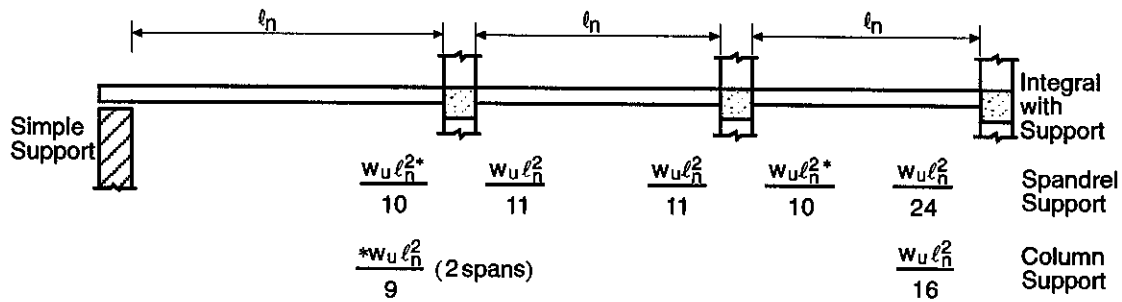 ℓn ℓn ℓn
Simple Support
Integral with Support
wuℓn²*/10 wuℓn²/11 wuℓn²/11 wuℓn²*/10 wuℓn²/24 Spandrel Support
*wuℓn²/9 (2 spans) wuℓn²/16 Column Support